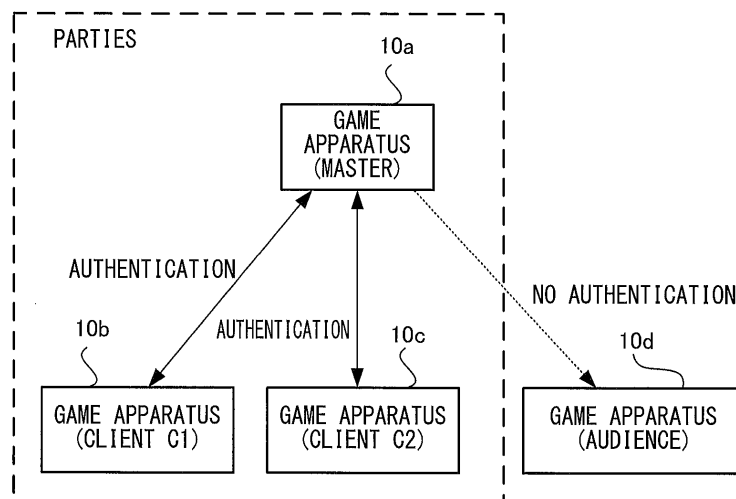 PARTIES
10a
GAME
APPARATUS
(MASTER)
AUTHENTICATION
NO AUTHENTICATION
10b
AUTHENTICATION
10c
10d
GAME APPARATUS
(CLIENT C1)
GAME APPARATUS
(CLIENT C2)
GAME APPARATUS
(AUDIENCE)